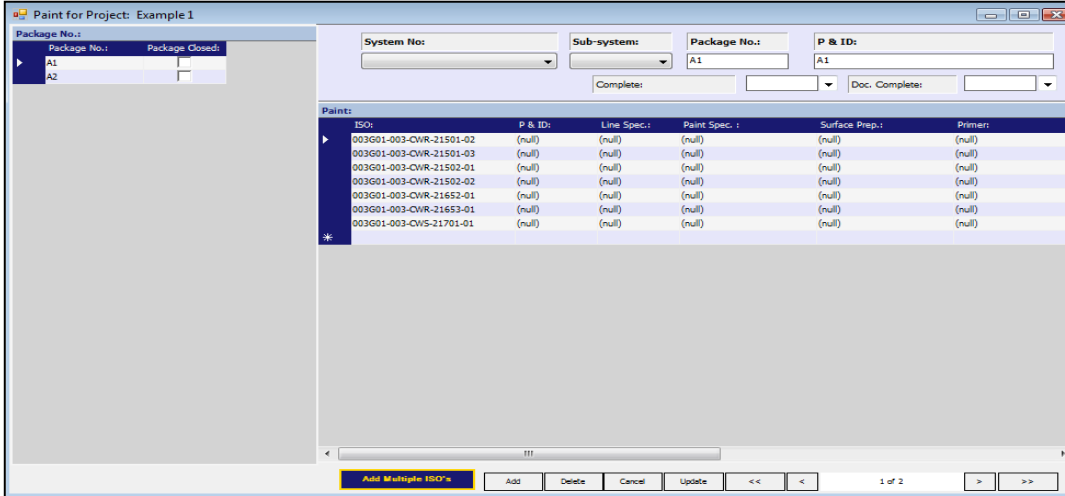 Paint for Project: Example 1
Package No.:
Package No.: Package Closed:
A1
A2
System No: Sub-system: Package No.: P & ID:
A1 A1
Complete: Doc. Complete:
Paint:
ISO: P & ID: Line Spec.: Paint Spec. : Surface Prep.: Primer:
003G01-003-CWR-21501-02 (null) (null) (null) (null) (null)
003G01-003-CWR-21501-03 (null) (null) (null) (null) (null)
003G01-003-CWR-21502-01 (null) (null) (null) (null) (null)
003G01-003-CWR-21502-02 (null) (null) (null) (null) (null)
003G01-003-CWR-21652-01 (null) (null) (null) (null) (null)
003G01-003-CWR-21653-01 (null) (null) (null) (null) (null)
003G01-003-CWS-21701-01 (null) (null) (null) (null) (null)
Add Multiple ISO's Add Delete Cancel Update << < 1 of 2 > >>